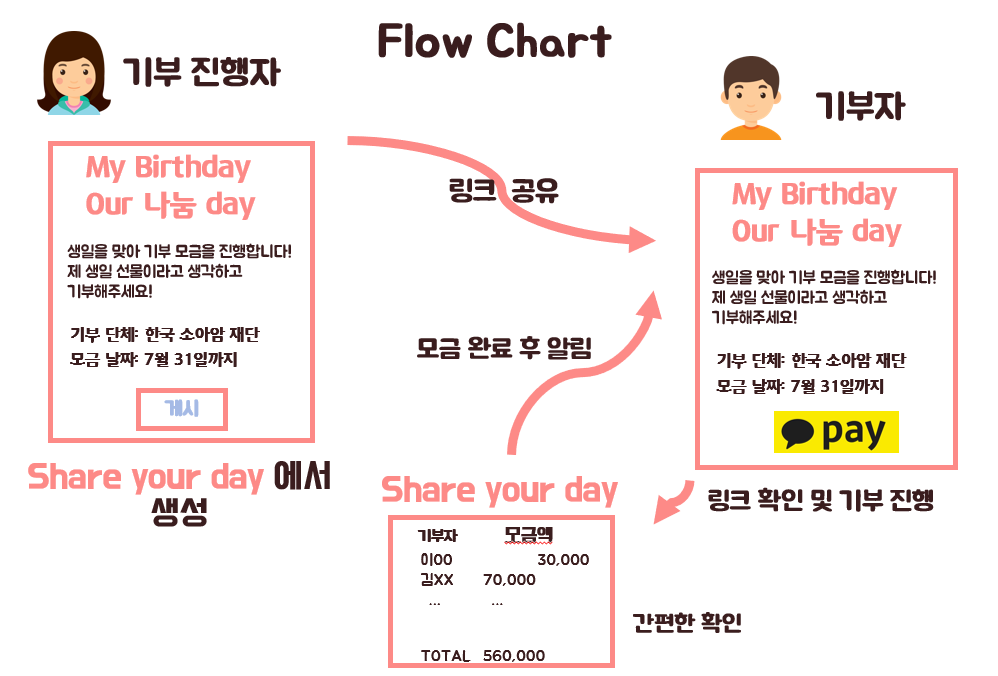 Flow Chart
기부 진행자
My Birthday
Our 나눔 day
생일을 맞아 기부 모금을 진행합니다!
제 생일 선물이라고 생각하고
기부해주세요!
기부 단체: 한국 소아암 재단
모금 날짜: 7월 31일까지
게시
Share your day 에서
생성
링크 공유
기부자
My Birthday
Our 나눔 day
생일을 맞아 기부 모금을 진행합니다!
제 생일 선물이라고 생각하고
기부해주세요!
기부 단체: 한국 소아암 재단
모금 날짜: 7월 31일까지
pay
링크 확인 및 기부 진행
모금 완료 후 알림
Share your day
기부자 모금액
이OO 30,000
김XX 70,000
... ...
TOTAL 560,000
간편한 확인